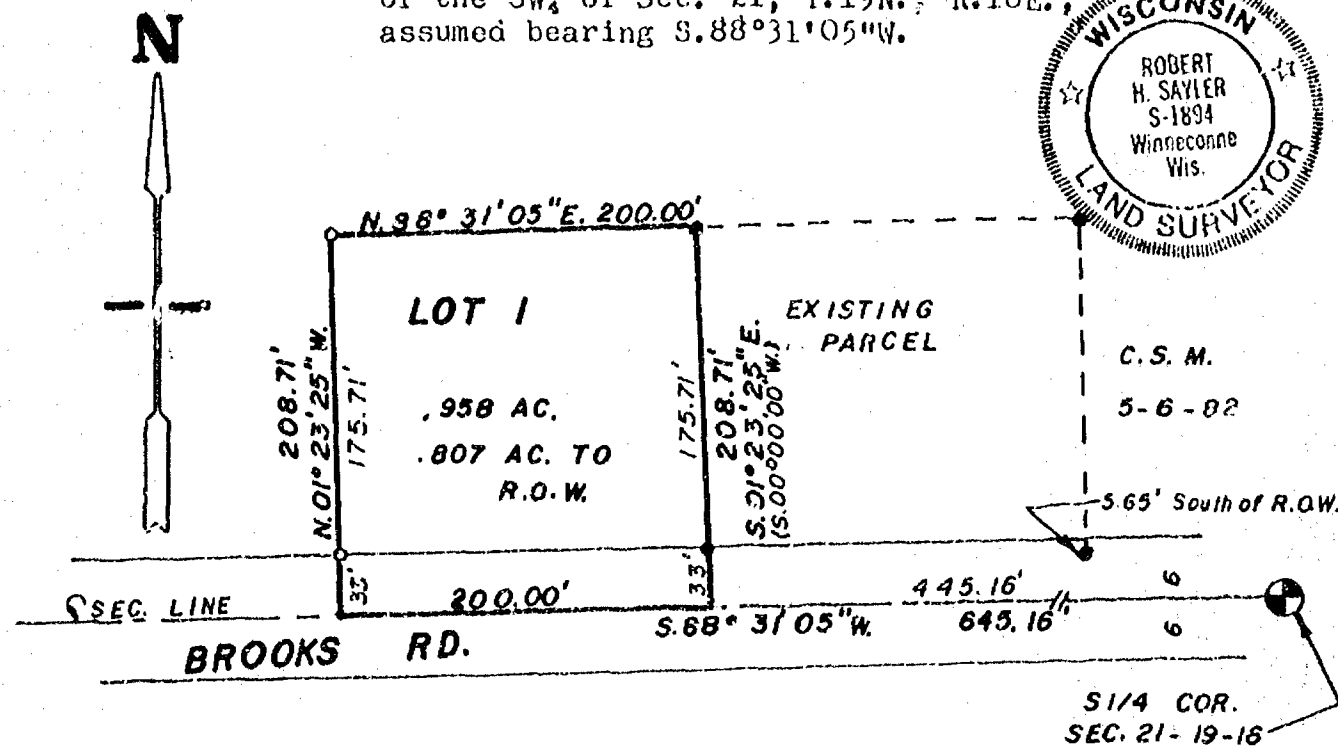 of the SW¼ of Sec. 21, T.19N., R.16E.,
assumed bearing S.88°31'05"W.
N
WISCONSIN
ROBERT
H. SAYLER
S-1894
Winneconne
Wis.
LAND SURVEYOR
N.88° 31'05"E. 200.00'
LOT 1
.958 AC.
.807 AC. TO
R.O.W.
208.71'
N.01°23'25"W.
175.71'
175.71'
208.71'
S.01°23'25"E.
(S.00°00'00"W.)
EXISTING
PARCEL
C.S.M.
5-6-82
5.65' South of R.O.W.
33'
33'
SEC. LINE
200.00'
445.16'
S.88° 31'05"W.
645.16'
6
6
BROOKS RD.
S1/4 COR.
SEC. 21-19-16